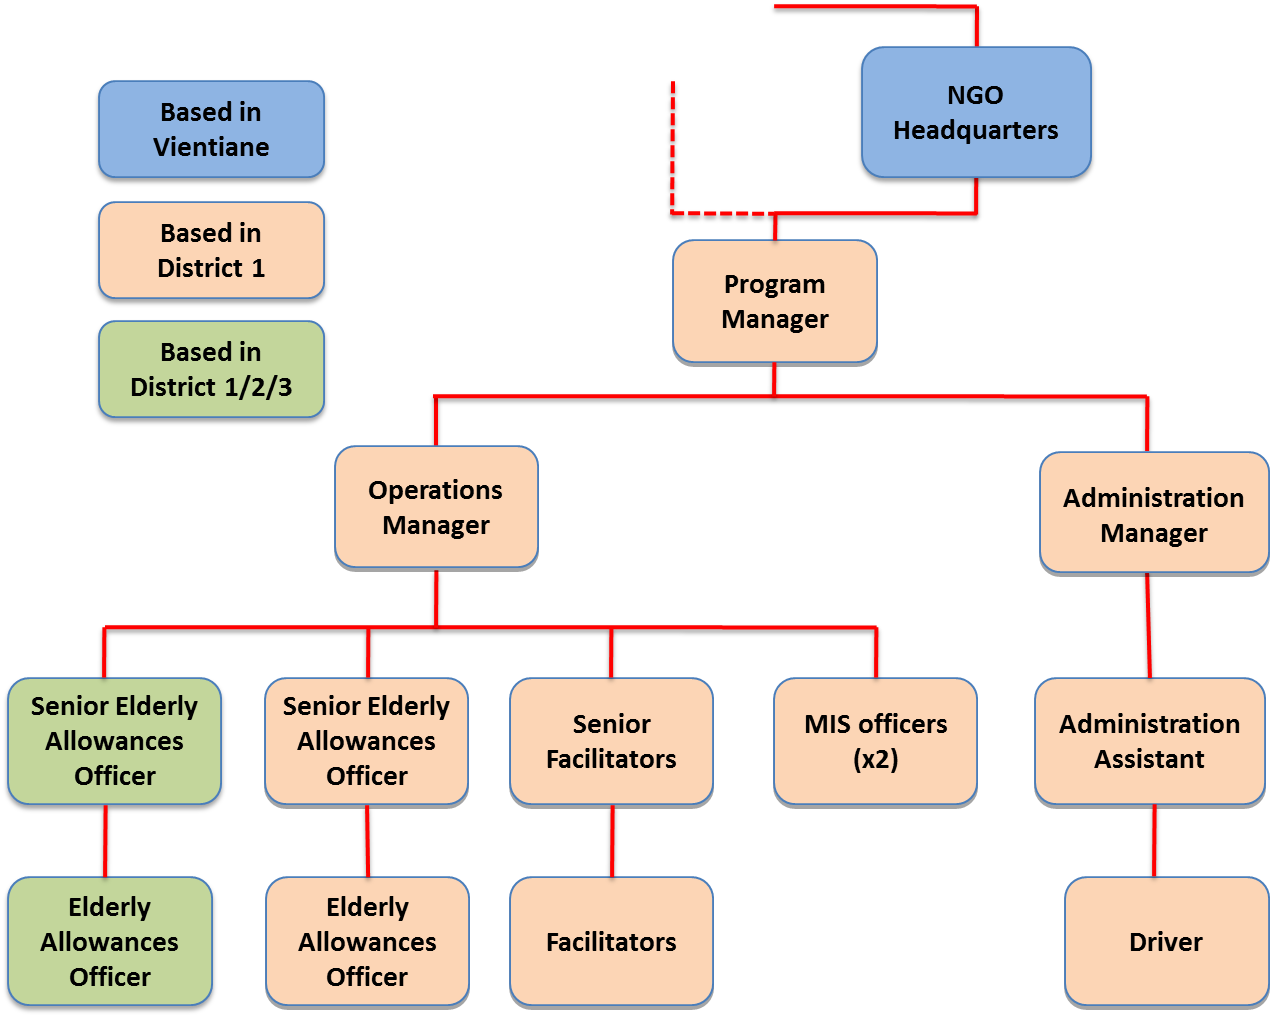 NGO
Headquarters
Based in
Vientiane
Based in
District 1
Based in
District 1/2/3
Program
Manager
Operations
Manager
Administration
Manager
Senior Elderly
Allowances
Officer
Senior Elderly
Allowances
Officer
Senior
Facilitators
MIS officers
(x2)
Administration
Assistant
Elderly
Allowances
Officer
Elderly
Allowances
Officer
Facilitators
Driver